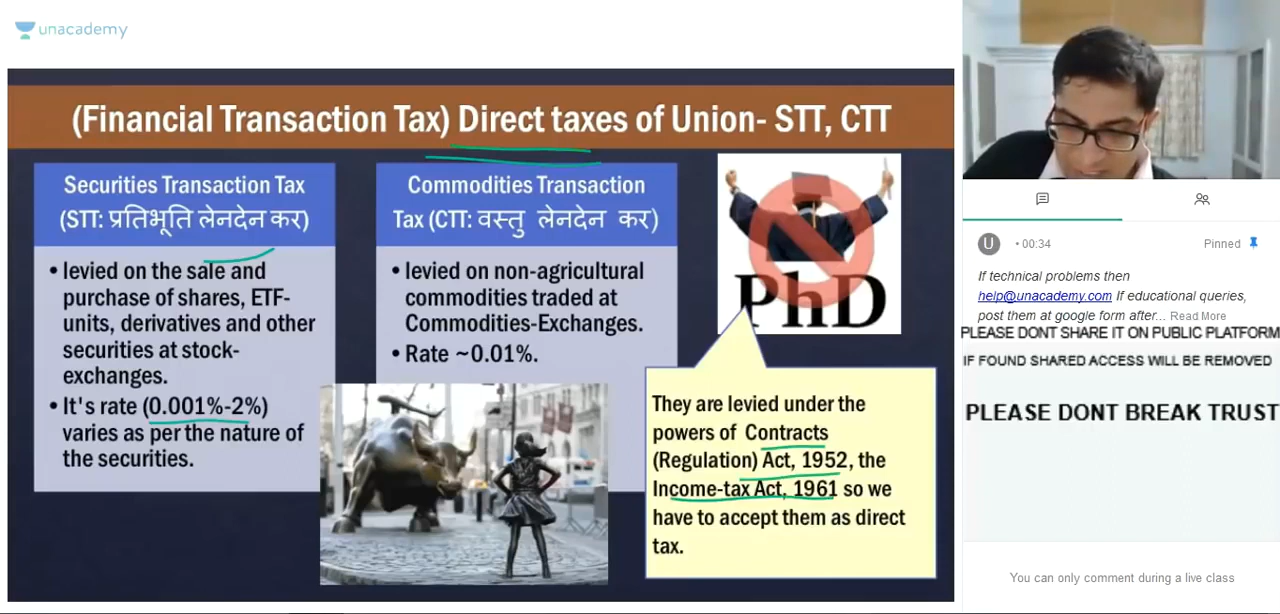 unacademy
(Financial Transaction Tax) Direct taxes of Union- STT, CTT
Securities Transaction Tax
(STT: प्रतिभूति लेनदेन कर)
• levied on the sale and
purchase of shares, ETF-
units, derivatives and other
securities at stock-
exchanges.
• It's rate (0.001%-2%)
varies as per the nature of
the securities.
Commodities Transaction
Tax (CTT: वस्तु लेनदेन कर)
• levied on non-agricultural
commodities traded at
Commodities-Exchanges.
• Rate ~0.01%.
PhD
They are levied under the
powers of Contracts
(Regulation) Act, 1952, the
Income-tax Act, 1961 so we
have to accept them as direct
tax.
U • 00:34 Pinned
If technical problems then
help@unacademy.com If educational queries,
post them at google form after... Read More
PLEASE DONT SHARE IT ON PUBLIC PLATFORM
IF FOUND SHARED ACCESS WILL BE REMOVED
PLEASE DONT BREAK TRUST
You can only comment during a live class